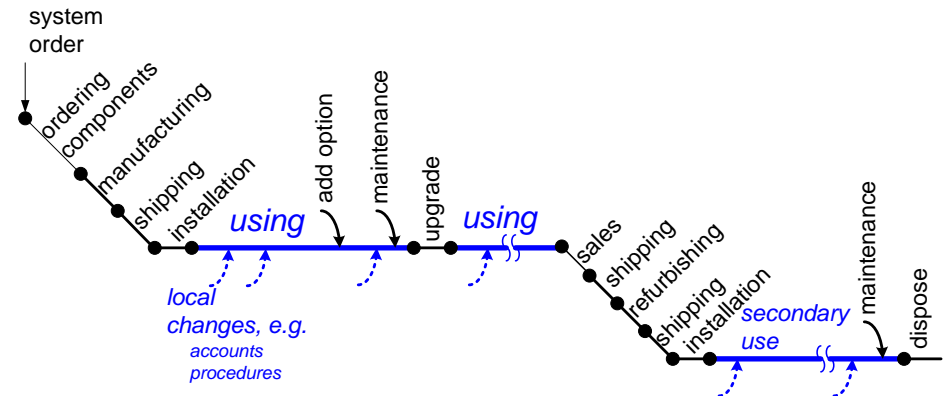 system
order
ordering
components
manufacturing
shipping
installation
using
add option
maintenance
upgrade
using
local
changes, e.g.
accounts
procedures
sales
shipping
refurbishing
shipping
installation
secondary
use
maintenance
dispose